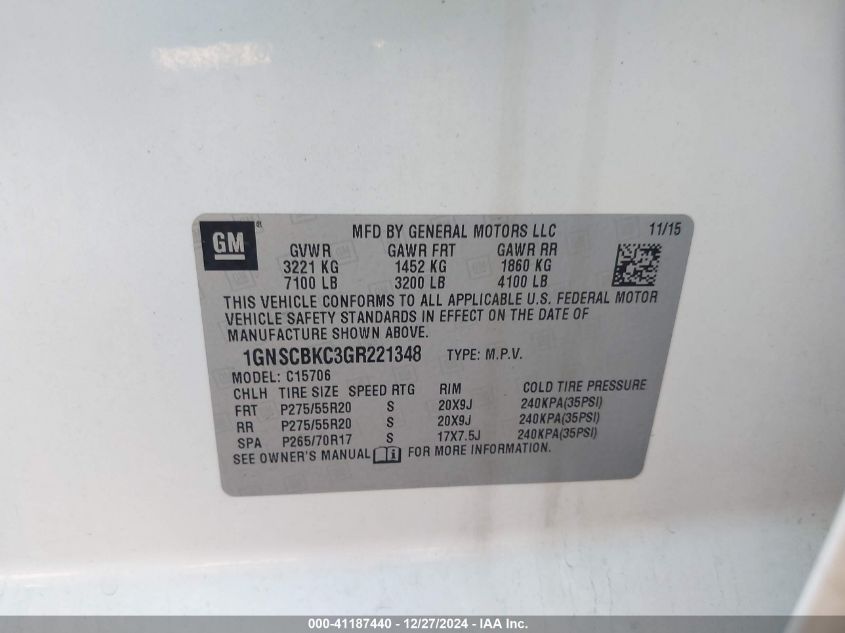 GM
MFD BY GENERAL MOTORS LLC 11/15
GVWR GAWR FRT GAWR RR
3221 KG 1452 KG 1860 KG
7100 LB 3200 LB 4100 LB
THIS VEHICLE CONFORMS TO ALL APPLICABLE U.S. FEDERAL MOTOR
VEHICLE SAFETY STANDARDS IN EFFECT ON THE DATE OF
MANUFACTURE SHOWN ABOVE.
1GNSCBKC3GR221348 TYPE: M.P.V.
MODEL: C15706
CHLH TIRE SIZE SPEED RTG RIM COLD TIRE PRESSURE
FRT P275/55R20 S 20X9J 240KPA(35PSI)
RR P275/55R20 S 20X9J 240KPA(35PSI)
SPA P265/70R17 S 17X7.5J 240KPA(35PSI)
SEE OWNER'S MANUAL FOR MORE INFORMATION.
000-41187440 - 12/27/2024 - IAA Inc.